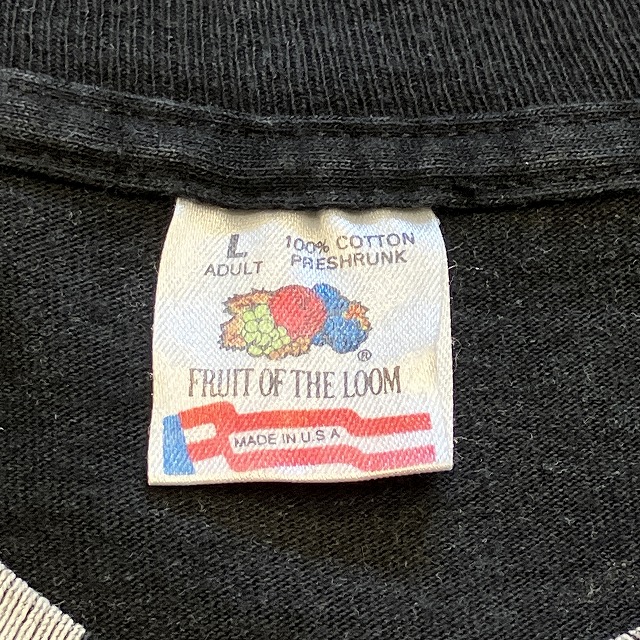 L 100% COTTON
ADULT PRESHRUNK
®
FRUIT OF THE LOOM
MADE IN U.S A